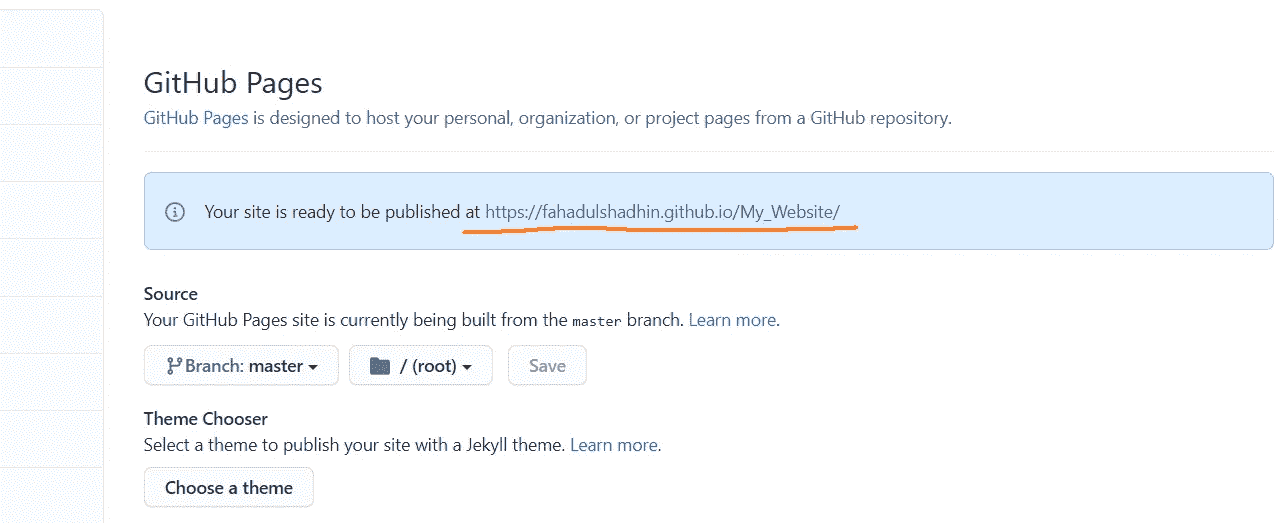 GitHub Pages
GitHub Pages is designed to host your personal, organization, or project pages from a GitHub repository.
Your site is ready to be published at https://fahadulshadhin.github.io/My_Website/
Source
Your GitHub Pages site is currently being built from the master branch. Learn more.
Branch: master / (root) Save
Theme Chooser
Select a theme to publish your site with a Jekyll theme. Learn more.
Choose a theme